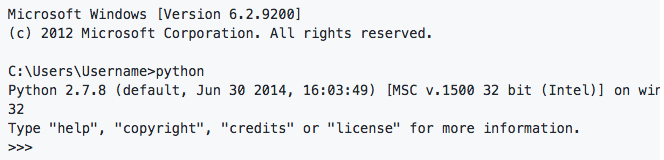 Microsoft Windows [Version 6.2.9200]
(c) 2012 Microsoft Corporation. All rights reserved.
C:\Users\Username>python
Python 2.7.8 (default, Jun 30 2014, 16:03:49) [MSC v.1500 32 bit (Intel)] on win
32
Type "help", "copyright", "credits" or "license" for more information.
>>>